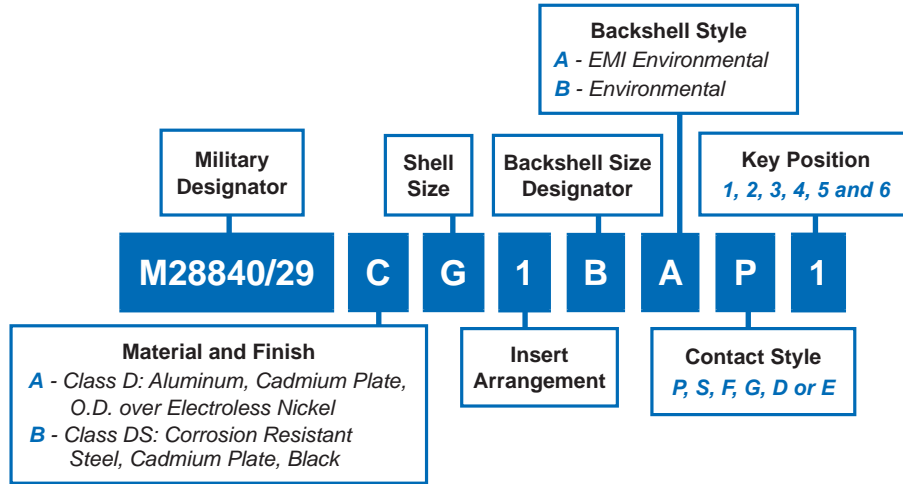 Backshell Style
A - EMI Environmental
B - Environmental
Military
Designator
Shell
Size
Backshell Size
Designator
Key Position
1, 2, 3, 4, 5 and 6
M28840/29 C G 1 B A P 1
Material and Finish
A - Class D: Aluminum, Cadmium Plate,
O.D. over Electroless Nickel
B - Class DS: Corrosion Resistant
Steel, Cadmium Plate, Black
Insert
Arrangement
Contact Style
P, S, F, G, D or E